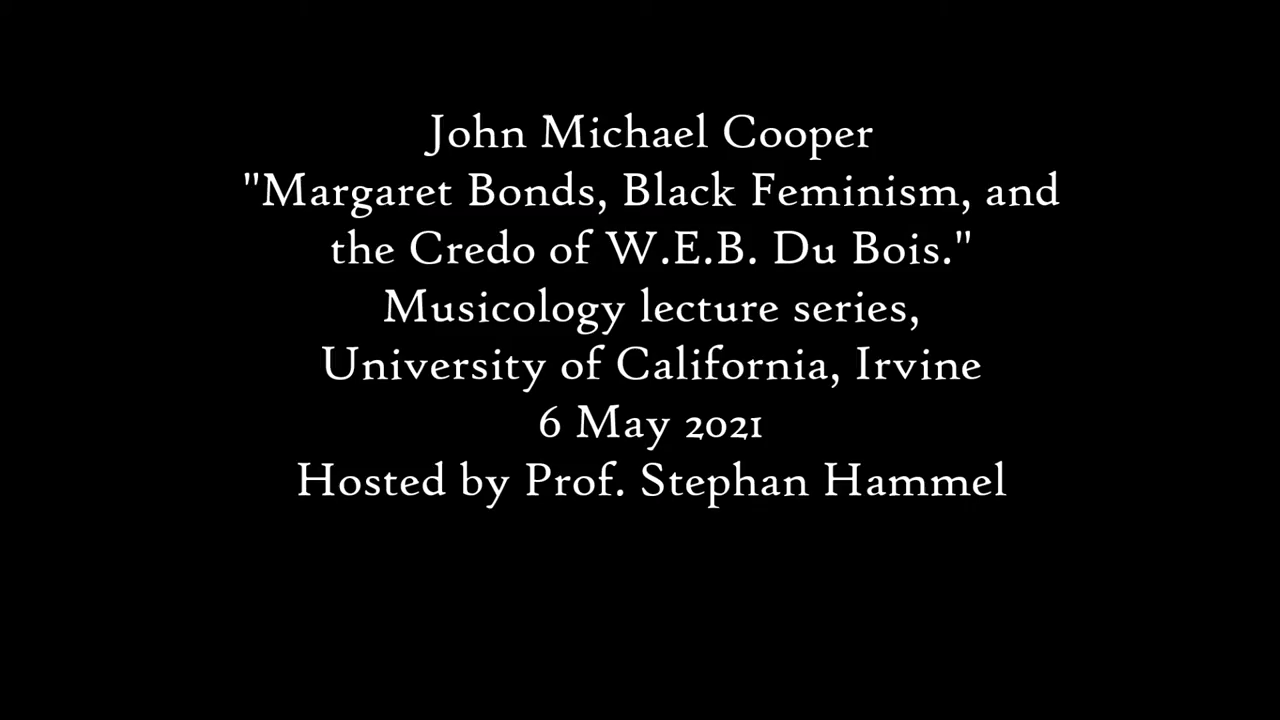 John Michael Cooper
"Margaret Bonds, Black Feminism, and
the Credo of W.E.B. Du Bois."
Musicology lecture series,
University of California, Irvine
6 May 2021
Hosted by Prof. Stephan Hammel